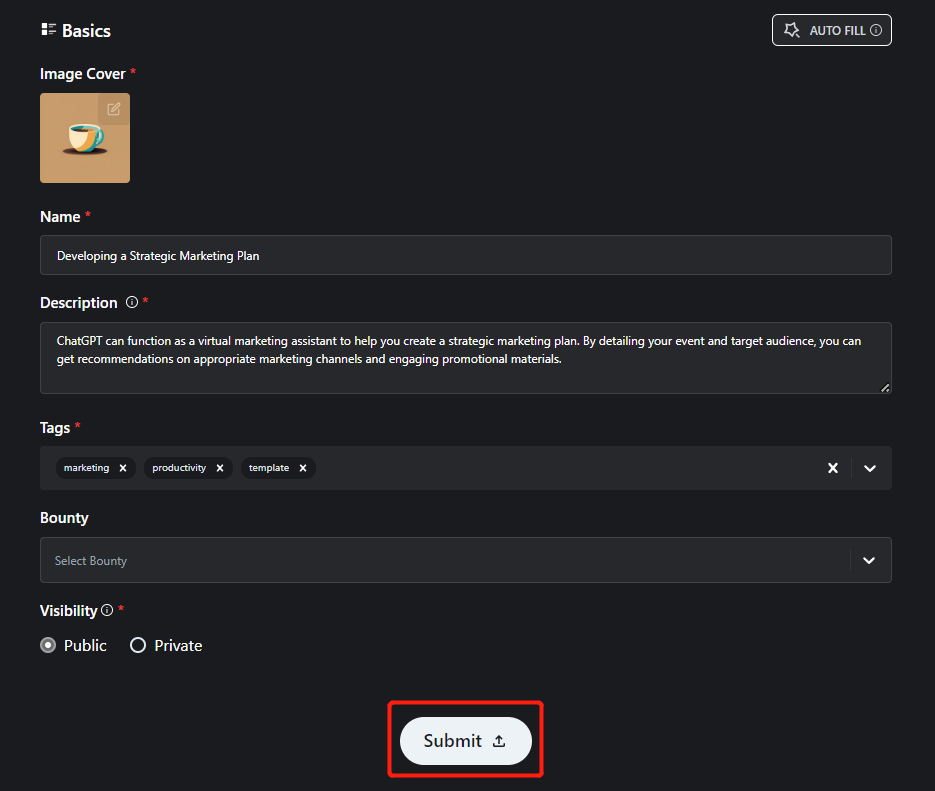 Basics
AUTO FILL
Image Cover *
Name *
Developing a Strategic Marketing Plan
Description *
ChatGPT can function as a virtual marketing assistant to help you create a strategic marketing plan. By detailing your event and target audience, you can
get recommendations on appropriate marketing channels and engaging promotional materials.
Tags *
marketing productivity template
Bounty
Select Bounty
Visibility *
Public Private
Submit